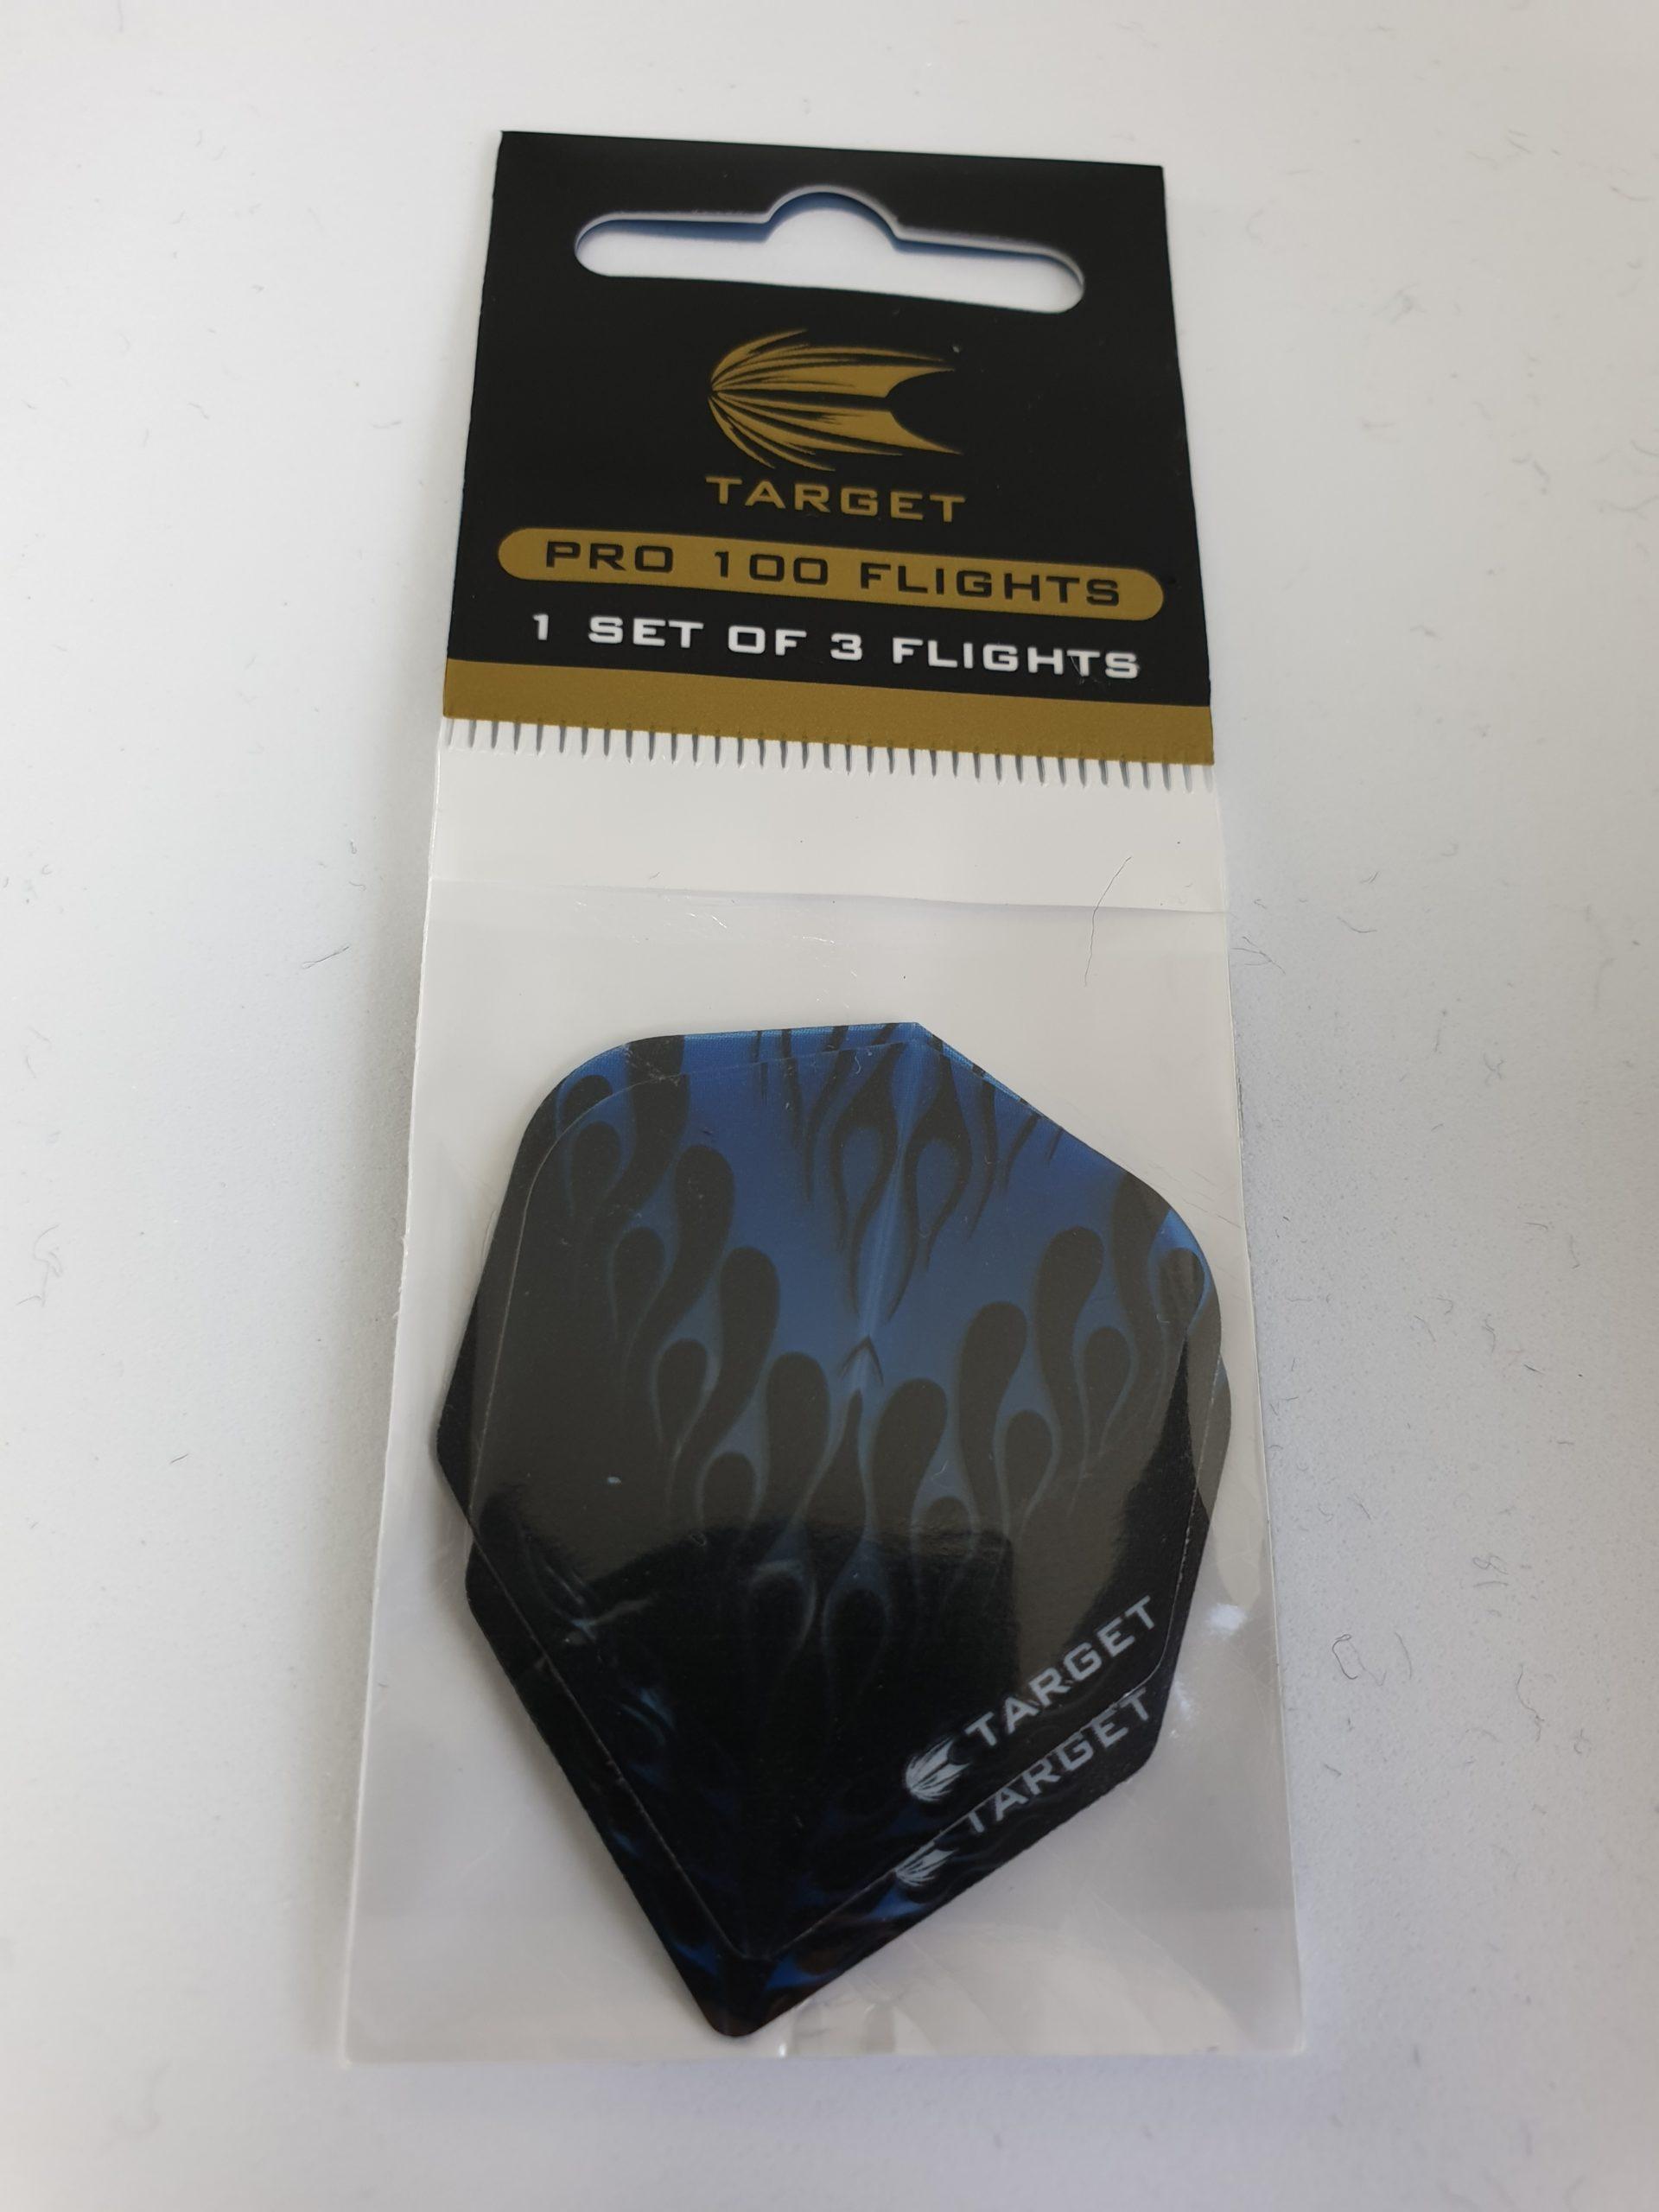 TARGET
PRO 100 FLIGHTS
1 SET OF 3 FLIGHTS
TARGET
TARGET